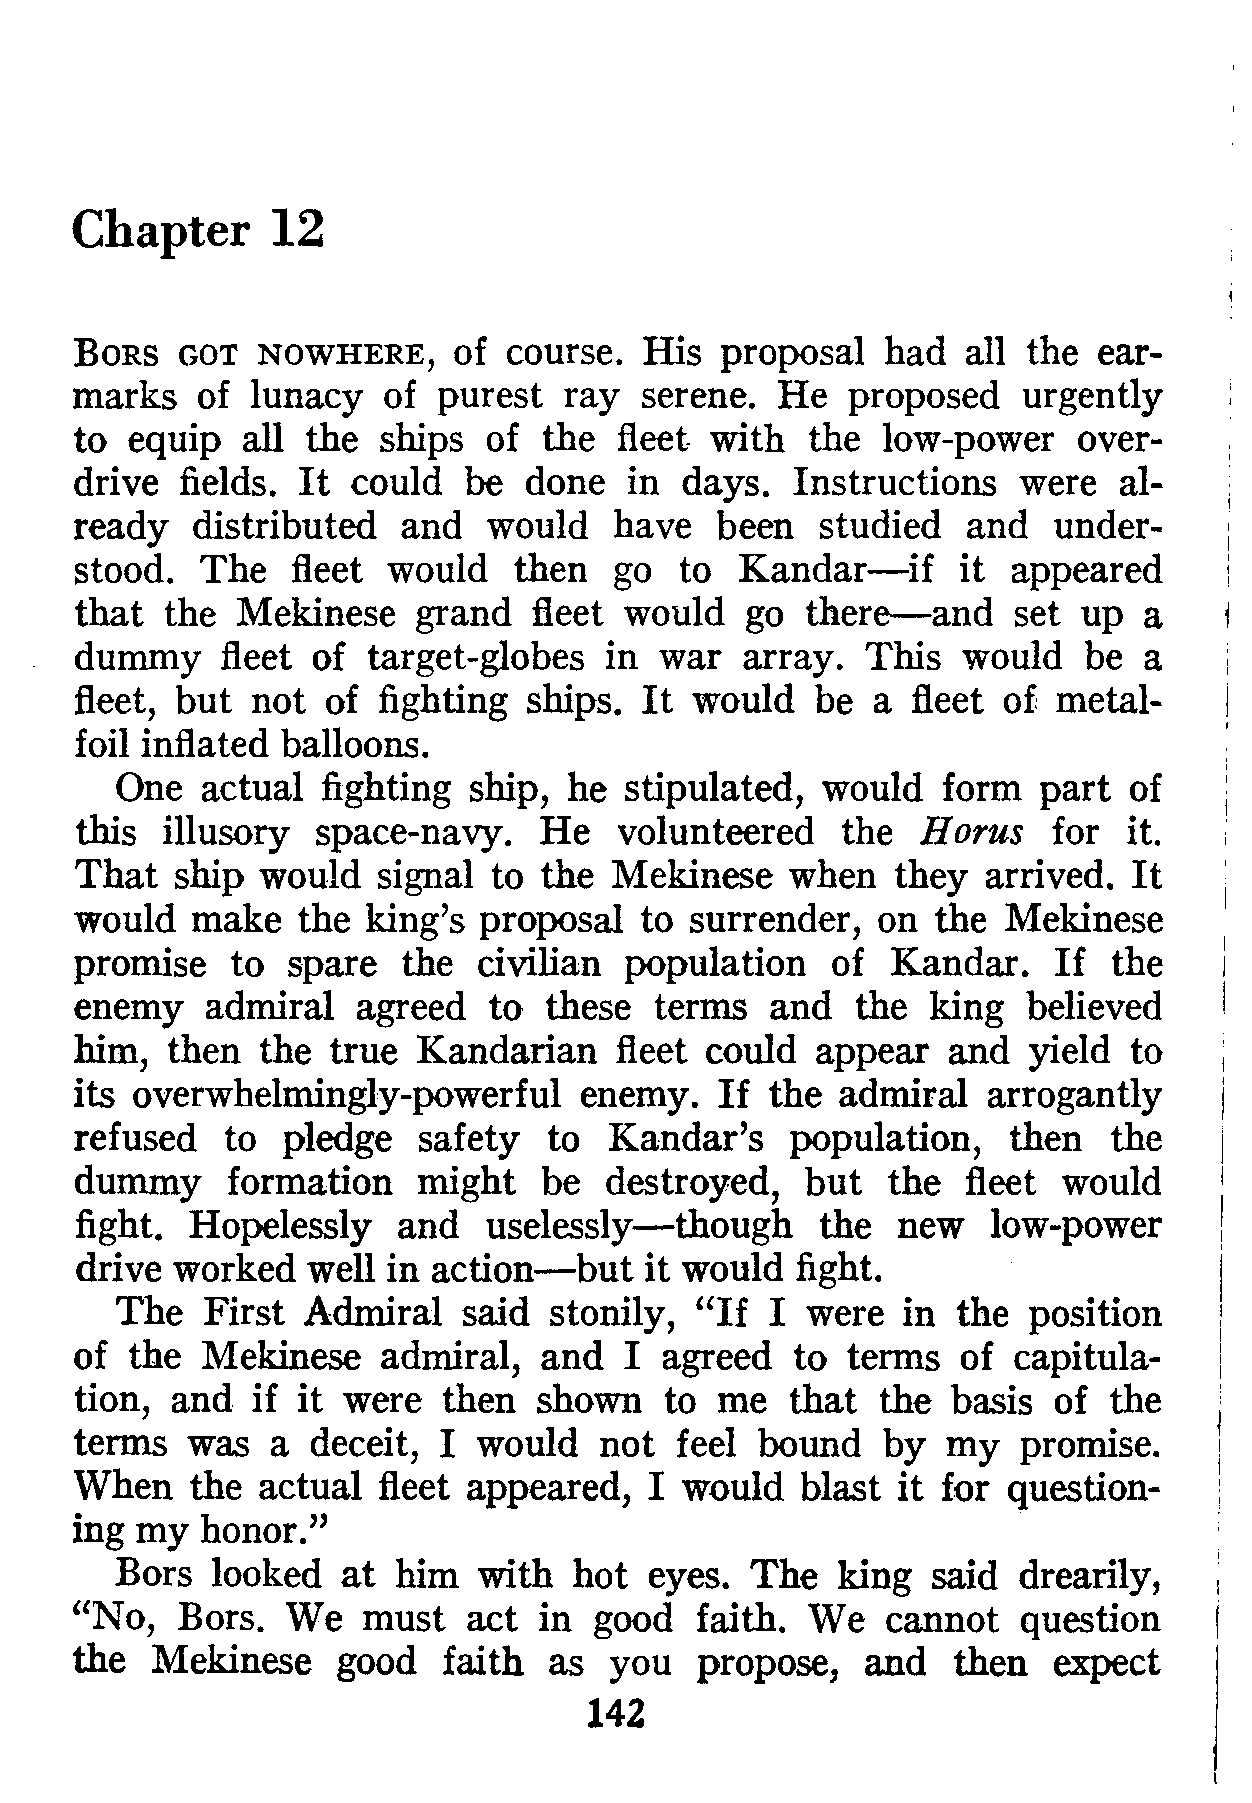 Chapter 12
BORS GOT NOWHERE, of course. His proposal had all the ear-
marks of lunacy of purest ray serene. He proposed urgently
to equip all the ships of the fleet with the low-power over-
drive fields. It could be done in days. Instructions were al-
ready distributed and would have been studied and under-
stood. The fleet would then go to Kandar—if it appeared
that the Mekinese grand fleet would go there—and set up a
dummy fleet of target-globes in war array. This would be a
fleet, but not of fighting ships. It would be a fleet of metal-
foil inflated balloons.
One actual fighting ship, he stipulated, would form part of
this illusory space-navy. He volunteered the Horus for it.
That ship would signal to the Mekinese when they arrived. It
would make the king's proposal to surrender, on the Mekinese
promise to spare the civilian population of Kandar. If the
enemy admiral agreed to these terms and the king believed
him, then the true Kandarian fleet could appear and yield to
its overwhelmingly-powerful enemy. If the admiral arrogantly
refused to pledge safety to Kandar's population, then the
dummy formation might be destroyed, but the fleet would
fight. Hopelessly and uselessly—though the new low-power
drive worked well in action—but it would fight.
The First Admiral said stonily, “If I were in the position
of the Mekinese admiral, and I agreed to terms of capitula-
tion, and if it were then shown to me that the basis of the
terms was a deceit, I would not feel bound by my promise.
When the actual fleet appeared, I would blast it for question-
ing my honor.”
Bors looked at him with hot eyes. The king said drearily,
“No, Bors. We must act in good faith. We cannot question
the Mekinese good faith as you propose, and then expect
142